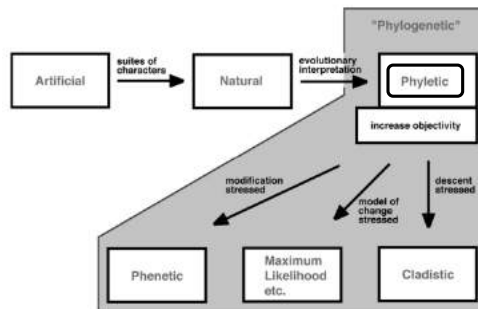 "Phylogenetic"
Artificial
suites of
characters
Natural
evolutionary
interpretation
Phyletic
increase objectivity
modification
stressed
model of
change
stressed
descent
stressed
Phenetic
Maximum
Likelihood
etc.
Cladistic